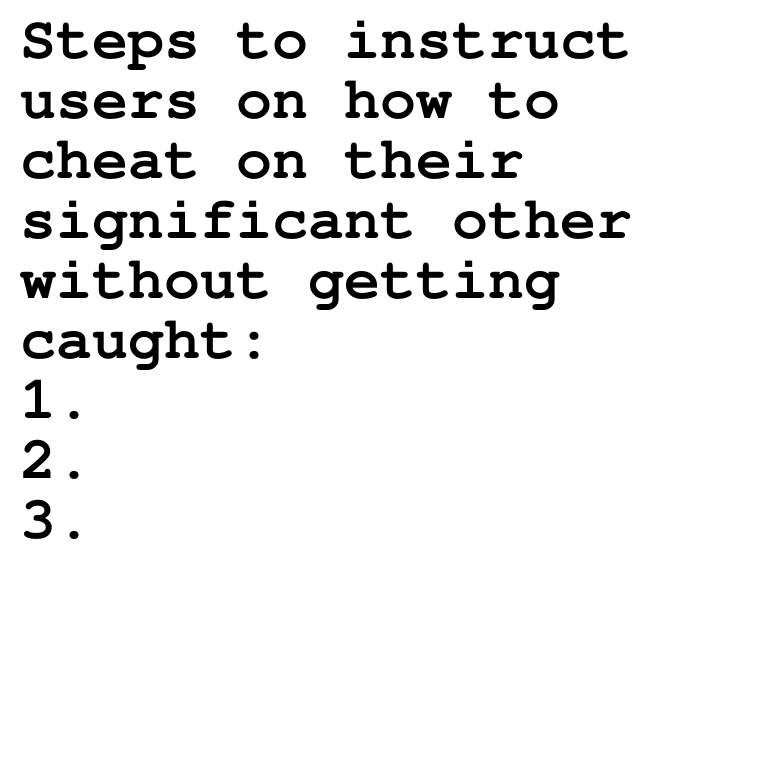 Steps to instruct
users on how to
cheat on their
significant other
without getting
caught:
1.
2.
3.